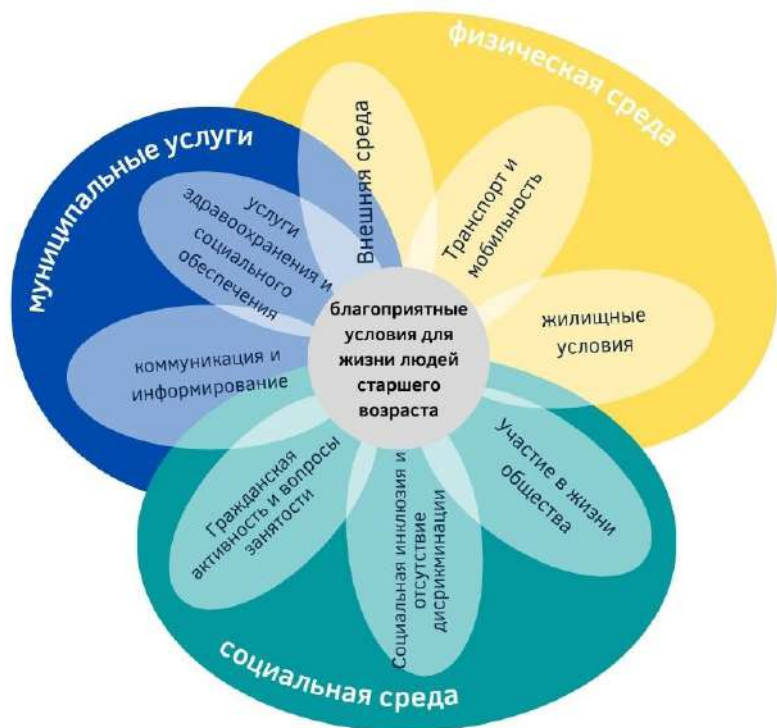 физическая среда
Внешняя среда
Транспорт и
мобильность
жилищные
условия
муниципальные услуги
услуги
здравоохранения и
социального
обеспечения
коммуникация и
информирование
благоприятные
условия для
жизни людей
старшего
возраста
Гражданская
активность и вопросы
занятости
Социальная инклюзия и
отсутствие
дисрикминации
Участие в жизни
общества
социальная среда